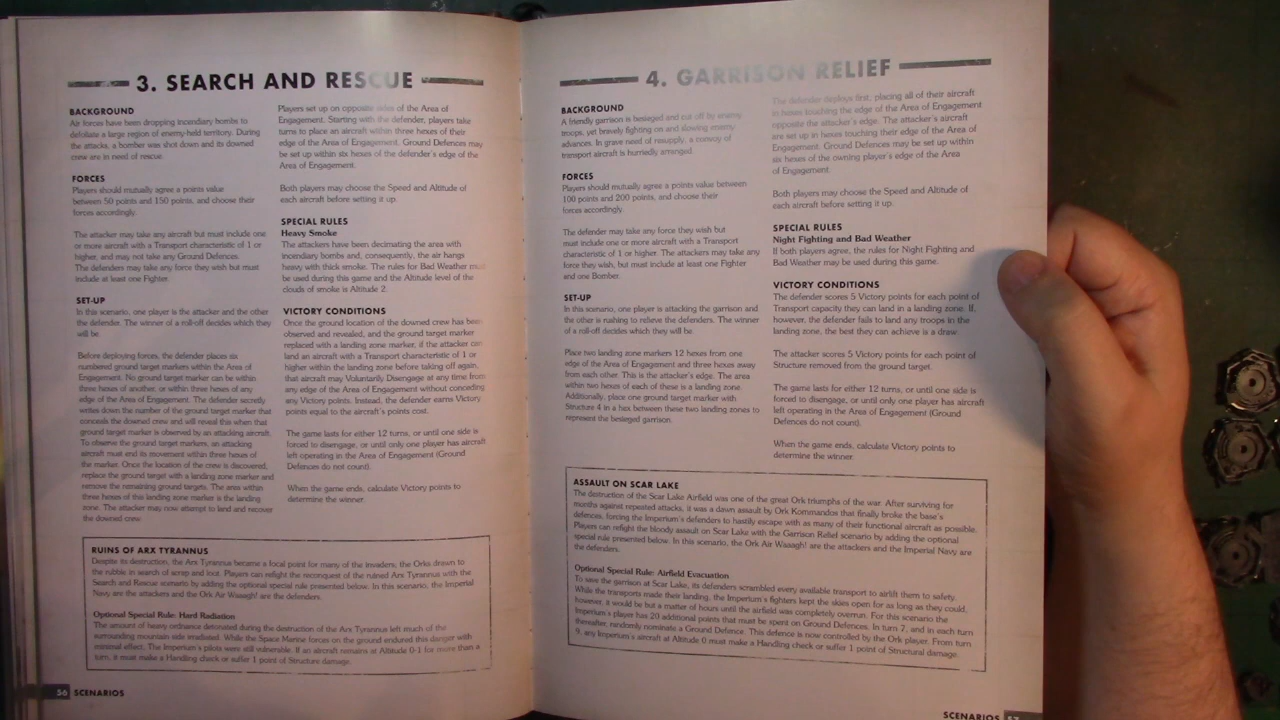 3. SEARCH AND RESCUE
BACKGROUND
Air forces have been dropping incendiary bombs to
defoliate a large region of enemy-held territory. During
the attacks, a bomber was shot down and its downed
crew are in need of rescue.
FORCES
Players should mutually agree a points value
between 50 points and 150 points, and choose their
forces accordingly.
The attacker may take any aircraft but must include one
or more aircraft with a Transport characteristic of 1 or
higher, and may not take any Ground Defences.
The defenders may take any force they wish but must
include at least one Fighter.
SET-UP
In this scenario, one player is the attacker and the other
the defender. The winner of a roll-off decides which they
will be.
Before deploying forces, the defender places six
numbered ground target markers within the Area of
Engagement. No ground target marker can be within
three hexes of another, or within three hexes of any
edge of the Area of Engagement. The defender secretly
writes down the number of the ground target marker that
conceals the downed crew and will reveal this when that
ground target marker is observed by an attacking aircraft.
To observe the ground target markers, an attacking
aircraft must end its movement within three hexes of
the marker. Once the location of the crew is discovered,
replace the ground target with a landing zone marker and
remove the remaining ground targets. The area within
three hexes of this landing zone marker is the landing
zone. The attacker may now attempt to land and recover
the downed crew.
Players set up on opposite sides of the Area of
Engagement. Starting with the defender, players take
turns to place an aircraft within three hexes of their
edge of the Area of Engagement. Ground Defences may
be set up within six hexes of the defender's edge of the
Area of Engagement.
Both players may choose the Speed and Altitude of
each aircraft before setting it up.
SPECIAL RULES
Heavy Smoke
The attackers have been decimating the area with
incendiary bombs and, consequently, the air hangs
heavy with thick smoke. The rules for Bad Weather must
be used during this game and the Altitude level of the
clouds of smoke is Altitude 2.
VICTORY CONDITIONS
Once the ground location of the downed crew has been
observed and revealed, and the ground target marker
replaced with a landing zone marker, if the attacker can
land an aircraft with a Transport characteristic of 1 or
higher within the landing zone before taking off again,
that aircraft may Voluntarily Disengage at any time from
any edge of the Area of Engagement without conceding
any Victory points. Instead, the defender earns Victory
points equal to the aircraft's points cost.
The game lasts for either 12 turns, or until one side is
forced to disengage, or until only one player has aircraft
left operating in the Area of Engagement (Ground
Defences do not count).
When the game ends, calculate Victory points to
determine the winner.
RUINS OF ARX TYRANNUS
Despite its destruction, the Arx Tyrannus became a focal point for many of the invaders, the Orks drawn to
the rubble in search of scrap and loot. Players can refight the reconquest of the ruined Arx Tyrannus with the
Search and Rescue scenario by adding the optional special rule presented below. In this scenario, the Imperial
Navy are the attackers and the Ork Air Waaagh! are the defenders.
Optional Special Rule: Hard Radiation
The amount of heavy ordnance detonated during the destruction of the Arx Tyrannus left much of the
surrounding mountain side irradiated. While the Space Marine forces on the ground endured this danger with
minimal effect. The Imperium's pilots were still vulnerable. If an aircraft remains at Altitude 0-1 for more than a
turn, it must make a Handling check or suffer 1 point of Structure damage.
56 SCENARIOS
4. GARRISON RELIEF
BACKGROUND
A friendly garrison is besieged and cut off by enemy
troops, yet bravely fighting on and slowing enemy
advances. In grave need of resupply, a convoy of
transport aircraft is hurriedly arranged.
FORCES
Players should mutually agree a points value between
100 points and 200 points, and choose their
forces accordingly.
The defender may take any force they wish but
must include one or more aircraft with a Transport
characteristic of 1 or higher. The attackers may take any
force they wish, but must include at least one Fighter
and one Bomber.
SET-UP
In this scenario, one player is attacking the garrison and
the other is rushing to relieve the defenders. The winner
of a roll-off decides which they will be.
Place two landing zone markers 12 hexes from one
edge of the Area of Engagement and three hexes away
from each other. This is the attacker's edge. The area
within two hexes of each of these is a landing zone.
Additionally, place one ground target marker with
Structure 4 in a hex between these two landing zones to
represent the besieged garrison.
The defender deploys first, placing all of their aircraft
in hexes touching the edge of the Area of Engagement
opposite the attacker's edge. The attacker's aircraft
are set up in hexes touching their edge of the Area of
Engagement. Ground Defences may be set up within
six hexes of the owning player's edge of the Area
of Engagement.
Both players may choose the Speed and Altitude of
each aircraft before setting it up.
SPECIAL RULES
Night Fighting and Bad Weather
If both players agree, the rules for Night Fighting and
Bad Weather may be used during this game.
VICTORY CONDITIONS
The defender scores 5 Victory points for each point of
Transport capacity they can land in a landing zone. If,
however, the defender fails to land any troops in the
landing zone, the best they can achieve is a draw.
The attacker scores 5 Victory points for each point of
Structure removed from the ground target.
The game lasts for either 12 turns, or until one side is
forced to disengage, or until only one player has aircraft
left operating in the Area of Engagement (Ground
Defences do not count).
When the game ends, calculate Victory points to
determine the winner.
ASSAULT ON SCAR LAKE
The destruction of the Scar Lake Airfield was one of the great Ork triumphs of the war. After surviving for
months against repeated attacks, it was a dawn assault by Ork Kommandos that finally broke the base's
defences, forcing the Imperium's defenders to hastily escape with as many of their functional aircraft as possible.
Players can refight the bloody assault on Scar Lake with the Garrison Relief scenario by adding the optional
special rule presented below. In this scenario, the Ork Air Waaagh! are the attackers and the Imperial Navy are
the defenders.
Optional Special Rule: Airfield Evacuation
To save the garrison at Scar Lake, its defenders scrambled every available transport to airlift them to safety.
While the transports made their landing, the Imperium's fighters kept the skies open for as long as they could,
however, it would be but a matter of hours until the airfield was completely overrun. For this scenario the
Imperium's player has 20 additional points that must be spent on Ground Defences. In turn 7, and in each turn
thereafter, randomly nominate a Ground Defence. This defence is now controlled by the Ork player. From turn
9, any Imperium's aircraft at Altitude 0 must make a Handling check or suffer 1 point of Structural damage.
SCENARIOS